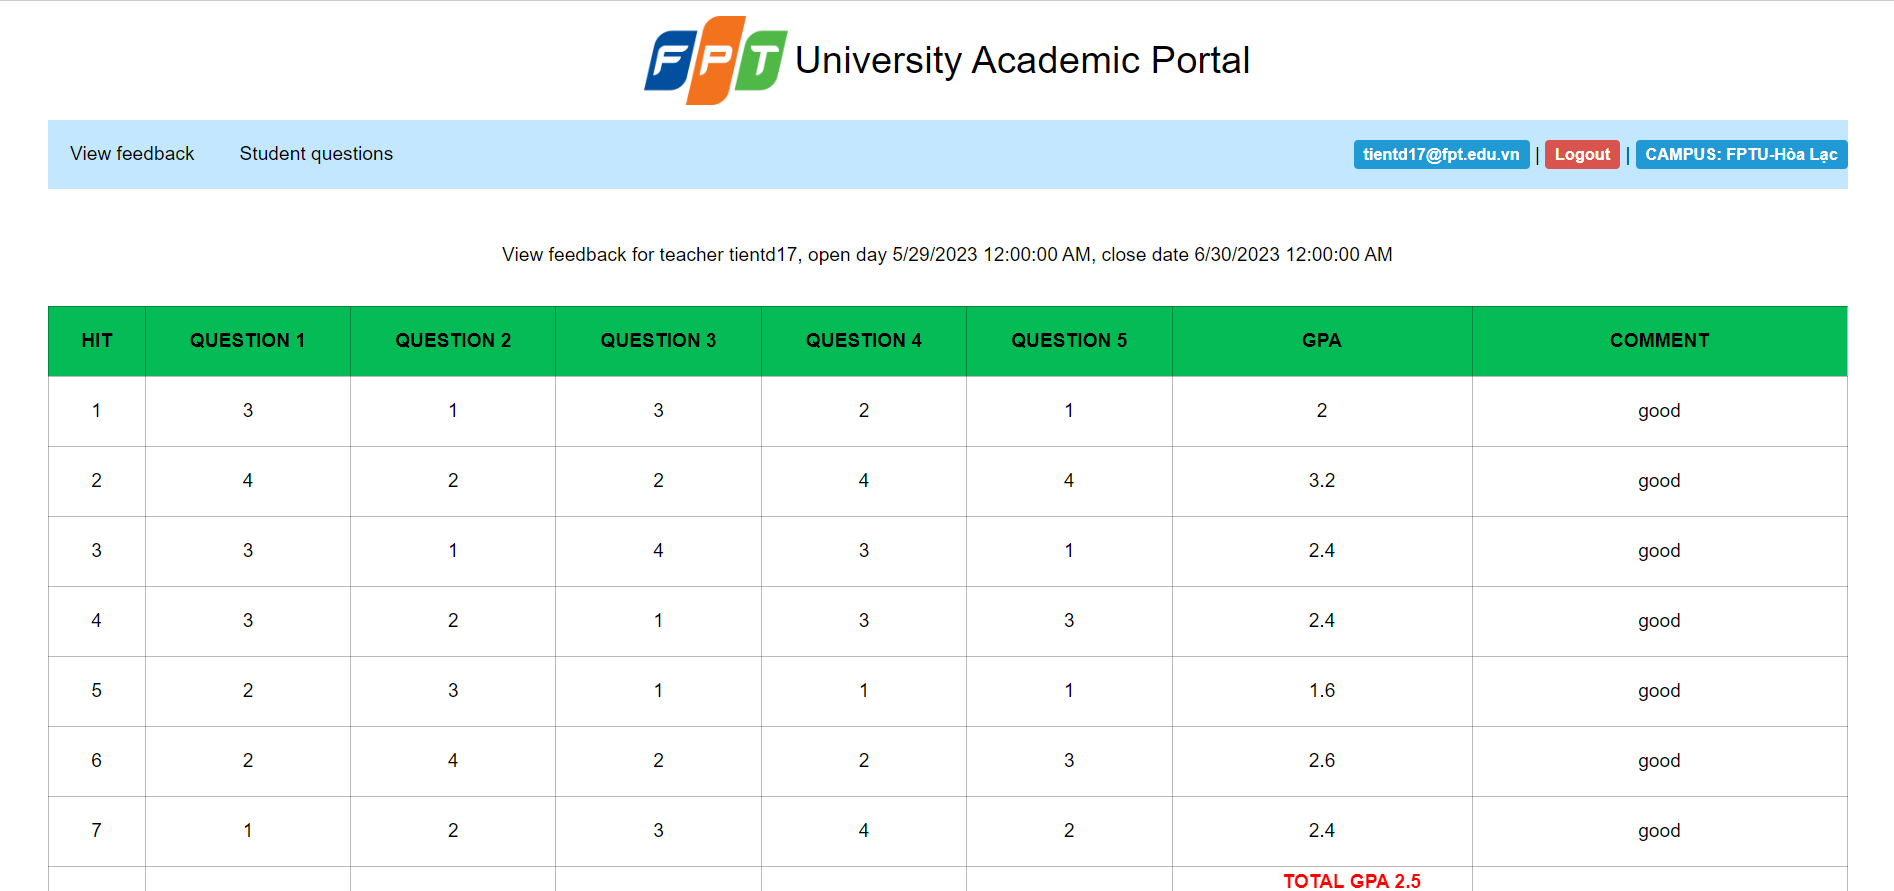 FPT University Academic Portal
View feedback Student questions tientd17@fpt.edu.vn | Logout | CAMPUS: FPTU-Hòa Lạc
View feedback for teacher tientd17, open day 5/29/2023 12:00:00 AM, close date 6/30/2023 12:00:00 AM
HIT QUESTION 1 QUESTION 2 QUESTION 3 QUESTION 4 QUESTION 5 GPA COMMENT
1 3 1 3 2 1 2 good
2 4 2 2 4 4 3.2 good
3 3 1 4 3 1 2.4 good
4 3 2 1 3 3 2.4 good
5 2 3 1 1 1 1.6 good
6 2 4 2 2 3 2.6 good
7 1 2 3 4 2 2.4 good
TOTAL GPA 2.5